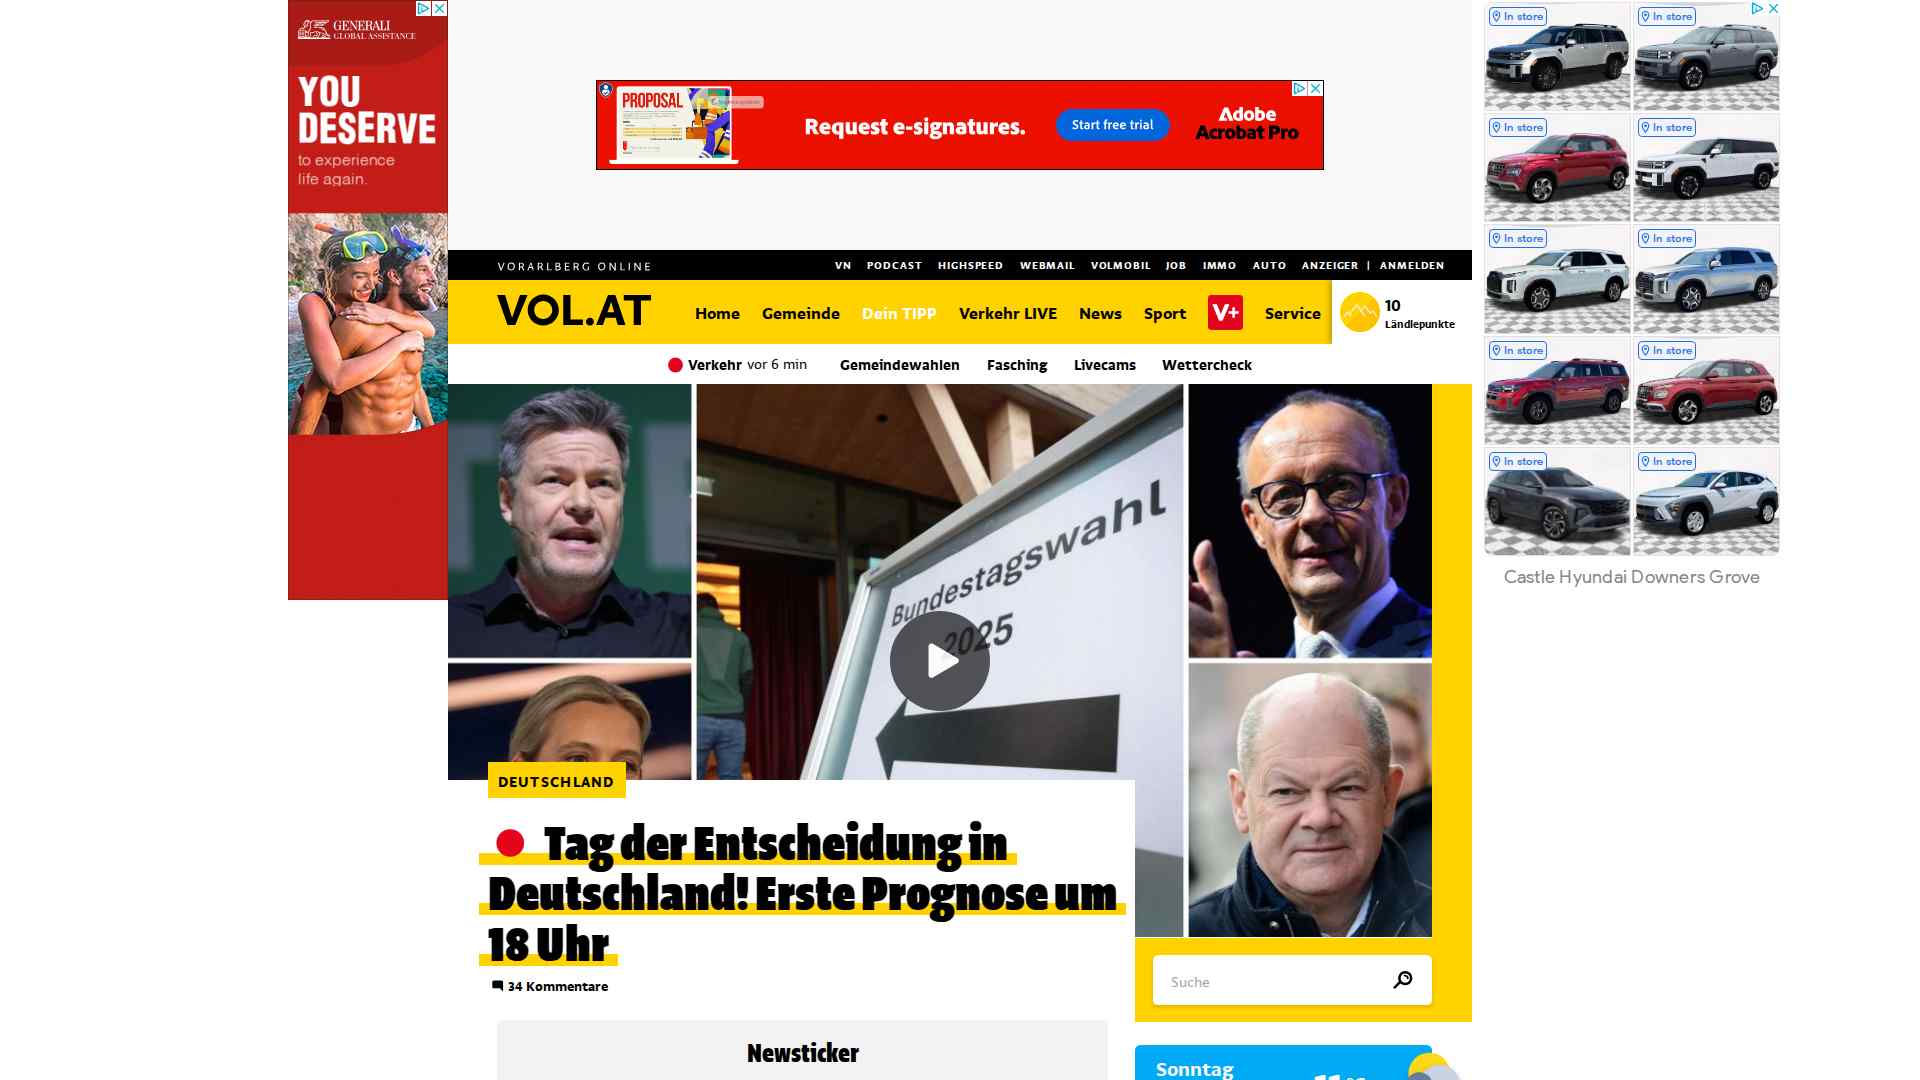 GENERALI
GLOBAL ASSISTANCE
YOU
DESERVE
to experience
life again.
PROPOSAL
Request e-signatures.
Start free trial
Adobe
Acrobat Pro
VORARLBERG ONLINE
VN PODCAST HIGHSPEED WEBMAIL VOLMOBIL JOB IMMO AUTO ANZEIGER | ANMELDEN
VOL.AT
Home Gemeinde Dein TIPP Verkehr LIVE News Sport V+ Service
10
Ländlepunkte
Verkehr vor 6 min Gemeindewahlen Fasching Livecams Wettercheck
Bundestagswahl
2025
DEUTSCHLAND
Tag der Entscheidung in
Deutschland! Erste Prognose um
18 Uhr
34 Kommentare
Newsticker
Suche
Sonntag
In store In store
In store In store
In store In store
In store In store
In store In store
Castle Hyundai Downers Grove